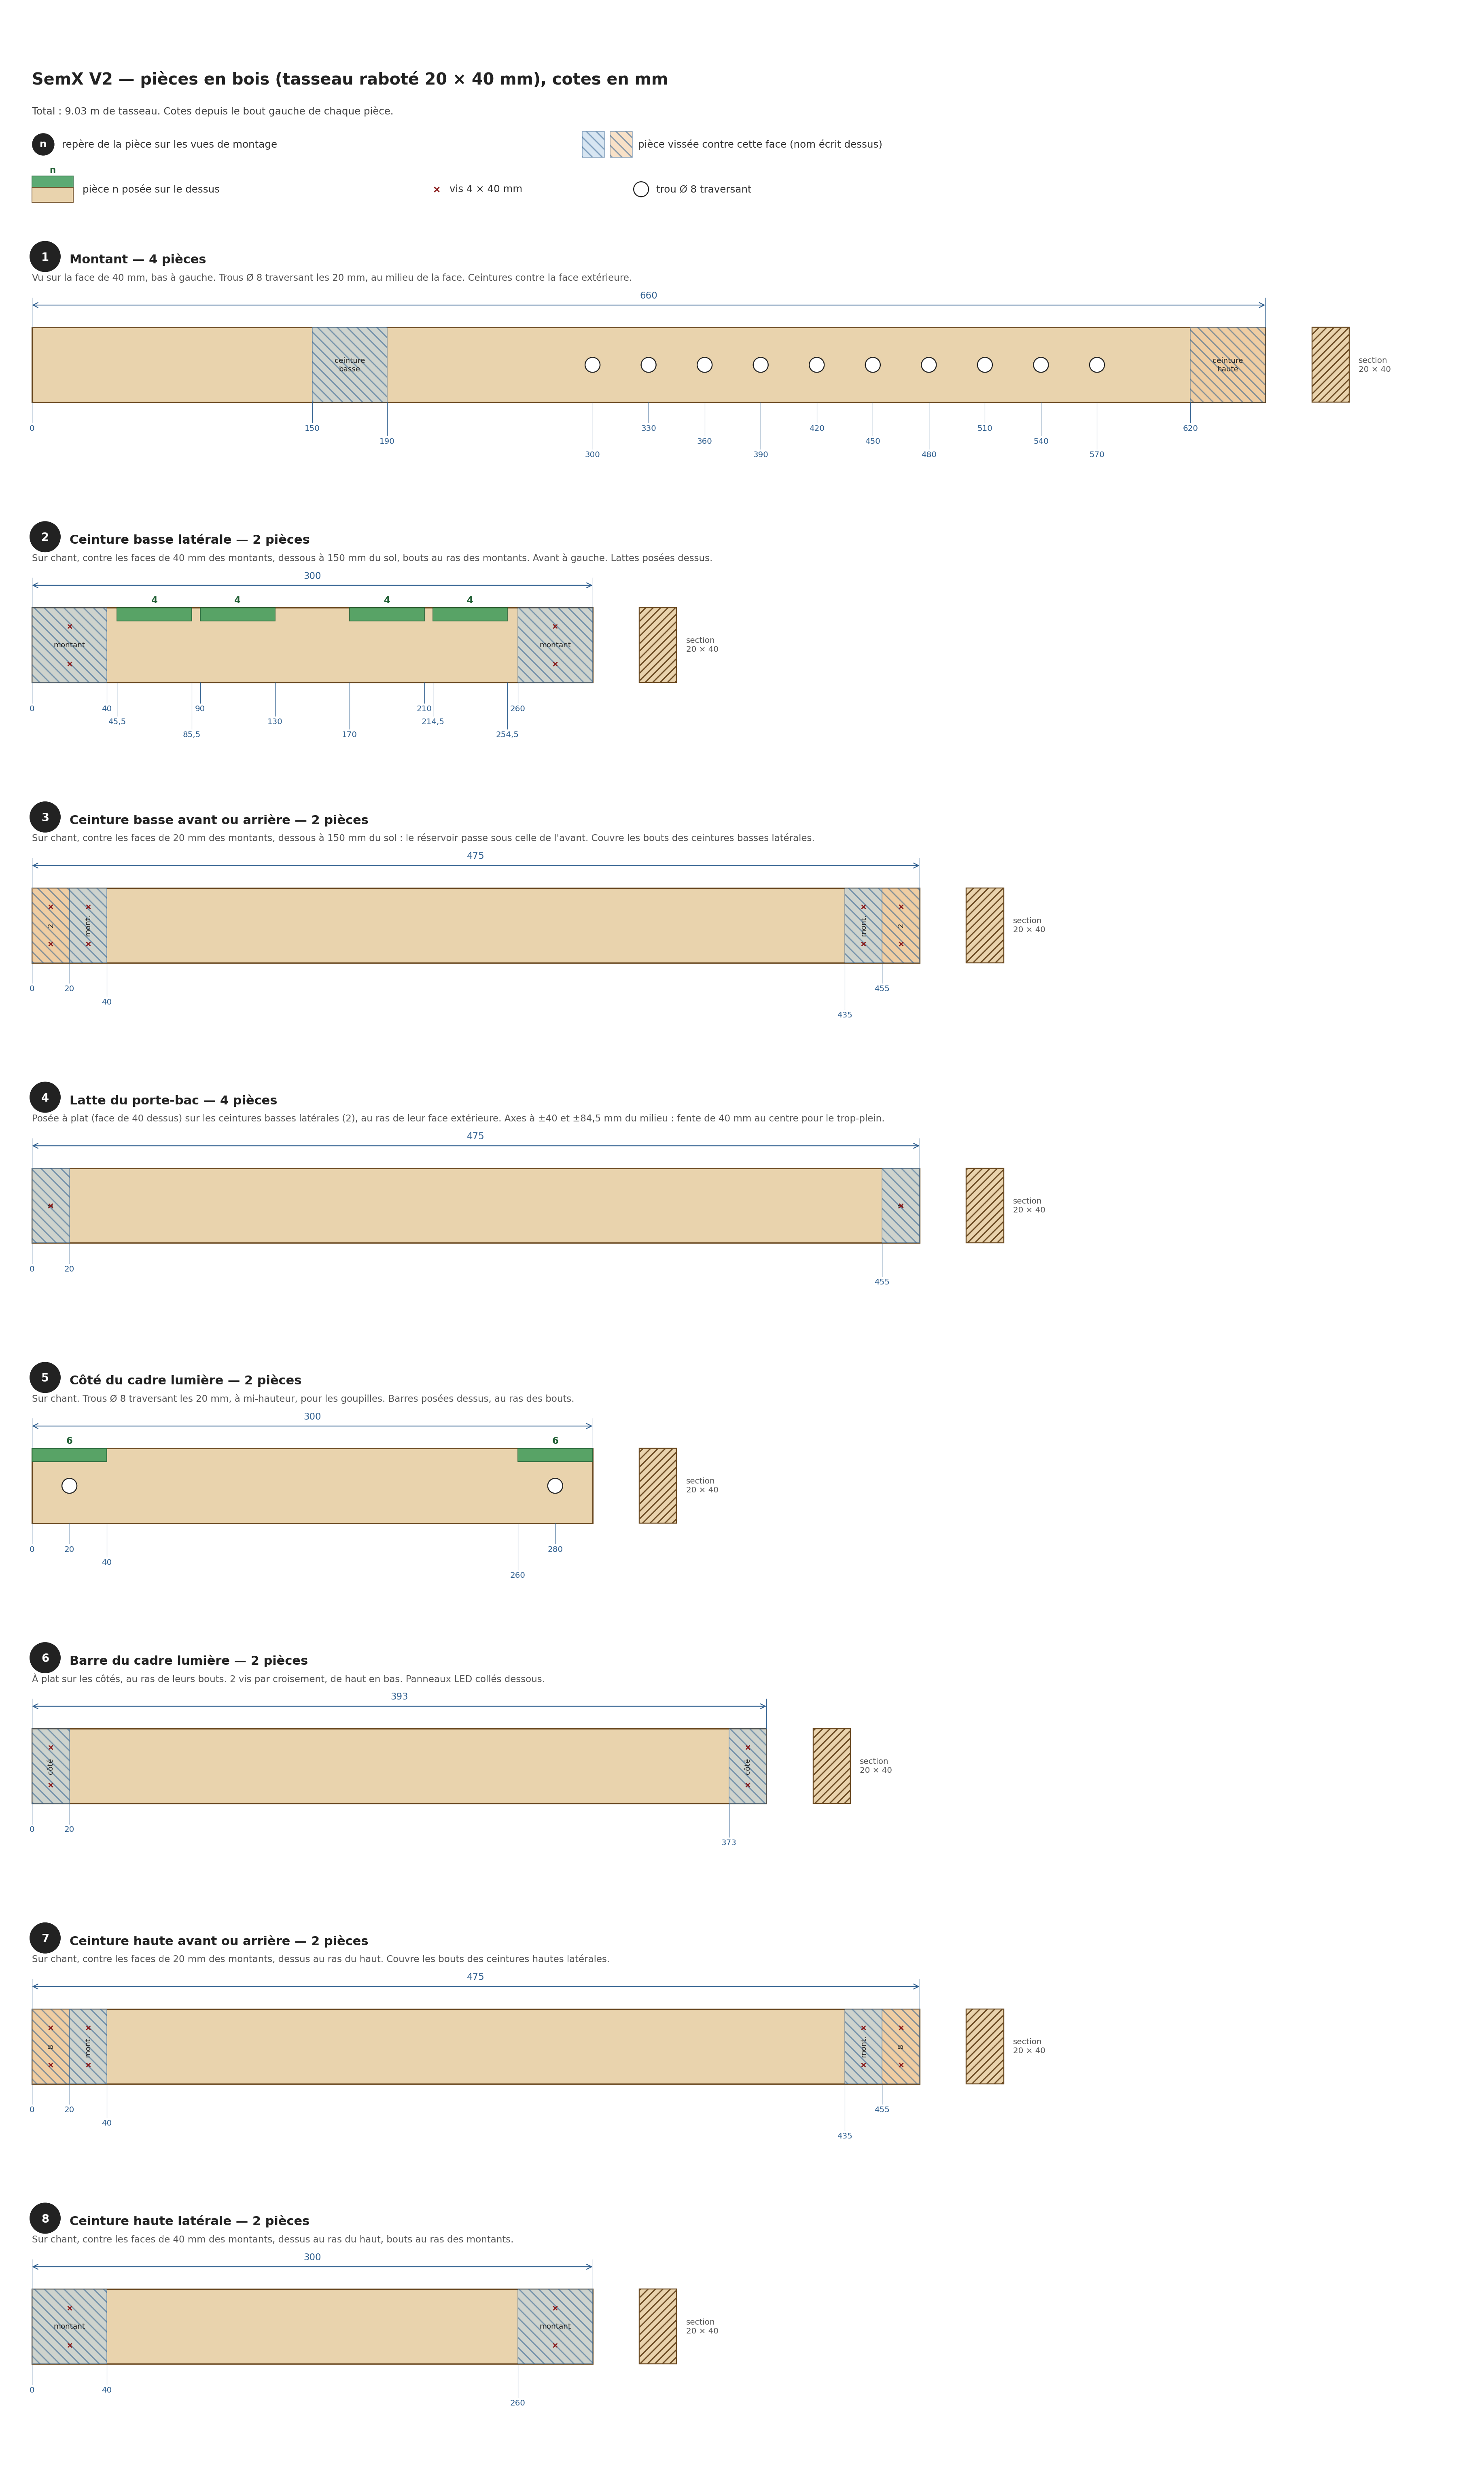 SemX V2 — pièces en bois (tasseau raboté 20 × 40 mm), cotes en mm
Total : 9.03 m de tasseau. Cotes depuis le bout gauche de chaque pièce.
n repère de la pièce sur les vues de montage
pièce vissée contre cette face (nom écrit dessus)
n
pièce n posée sur le dessus
× vis 4 × 40 mm
trou Ø 8 traversant
1 Montant — 4 pièces
Vu sur la face de 40 mm, bas à gauche. Trous Ø 8 traversant les 20 mm, au milieu de la face. Ceintures contre la face extérieure.
660
ceinture
basse
ceinture
haute
section
20 × 40
0 150 330 360 420 450 510 540 620
190 360 450 540
300 390 480 570
2 Ceinture basse latérale — 2 pièces
Sur chant, contre les faces de 40 mm des montants, dessous à 150 mm du sol, bouts au ras des montants. Avant à gauche. Lattes posées dessus.
300
4 4 4 4
montant montant
section
20 × 40
0 40 90 210 260
45,5 130 214,5
85,5 170 254,5
3 Ceinture basse avant ou arrière — 2 pièces
Sur chant, contre les faces de 20 mm des montants, dessous à 150 mm du sol : le réservoir passe sous celle de l'avant. Couvre les bouts des ceintures basses latérales.
475
2 mont. mont. 2
section
20 × 40
0 20 455
40
435
4 Latte du porte-bac — 4 pièces
Posée à plat (face de 40 dessus) sur les ceintures basses latérales (2), au ras de leur face extérieure. Axes à ±40 et ±84,5 mm du milieu : fente de 40 mm au centre pour le trop-plein.
475
section
20 × 40
0 20
455
5 Côté du cadre lumière — 2 pièces
Sur chant. Trous Ø 8 traversant les 20 mm, à mi-hauteur, pour les goupilles. Barres posées dessus, au ras des bouts.
300
6 6
section
20 × 40
0 20 280
40
260
6 Barre du cadre lumière — 2 pièces
À plat sur les côtés, au ras de leurs bouts. 2 vis par croisement, de haut en bas. Panneaux LED collés dessous.
393
côté côté
section
20 × 40
0 20
373
7 Ceinture haute avant ou arrière — 2 pièces
Sur chant, contre les faces de 20 mm des montants, dessus au ras du haut. Couvre les bouts des ceintures hautes latérales.
475
8 mont. mont. 8
section
20 × 40
0 20 455
40
435
8 Ceinture haute latérale — 2 pièces
Sur chant, contre les faces de 40 mm des montants, dessus au ras du haut, bouts au ras des montants.
300
montant montant
section
20 × 40
0 40
260